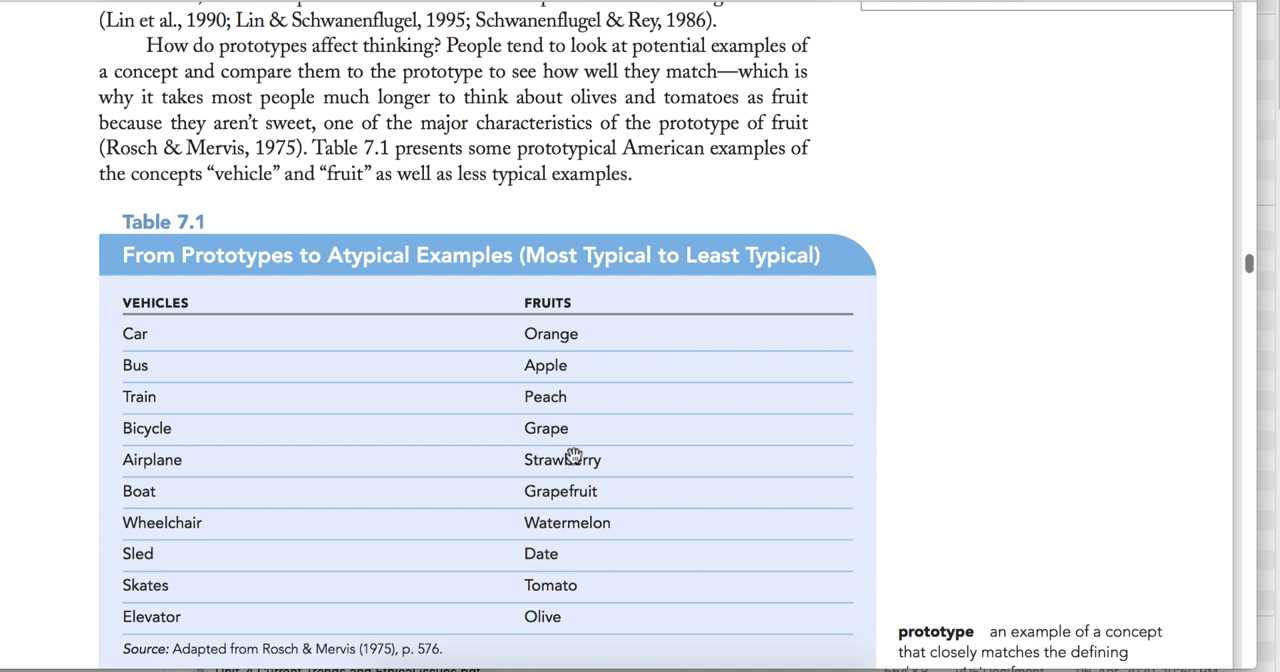 (Lin et al., 1990; Lin & Schwanenflugel, 1995; Schwanenflugel & Rey, 1986).
How do prototypes affect thinking? People tend to look at potential examples of
a concept and compare them to the prototype to see how well they match—which is
why it takes most people much longer to think about olives and tomatoes as fruit
because they aren't sweet, one of the major characteristics of the prototype of fruit
(Rosch & Mervis, 1975). Table 7.1 presents some prototypical American examples of
the concepts “vehicle” and “fruit” as well as less typical examples.
Table 7.1
From Prototypes to Atypical Examples (Most Typical to Least Typical)
VEHICLES FRUITS
Car Orange
Bus Apple
Train Peach
Bicycle Grape
Airplane Strawberry
Boat Grapefruit
Wheelchair Watermelon
Sled Date
Skates Tomato
Elevator Olive
Source: Adapted from Rosch & Mervis (1975), p. 576.
prototype an example of a concept
that closely matches the defining